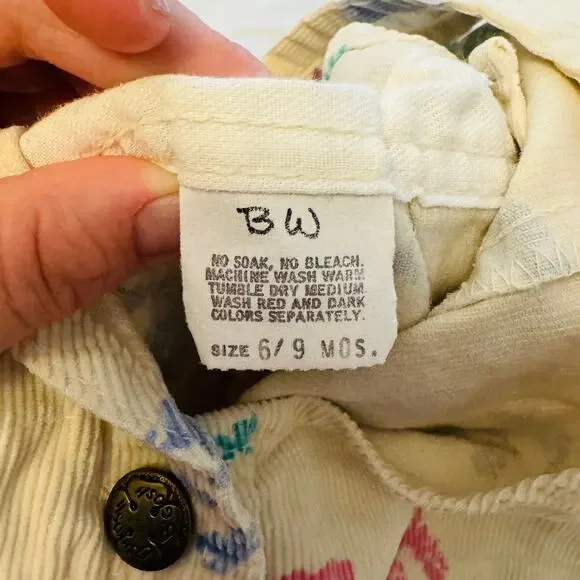 BW
NO SOAK, NO BLEACH.
MACHINE WASH WARM
TUMBLE DRY MEDIUM
WASH RED AND DARK
COLORS SEPARATELY.
SIZE 6/9 MOS.